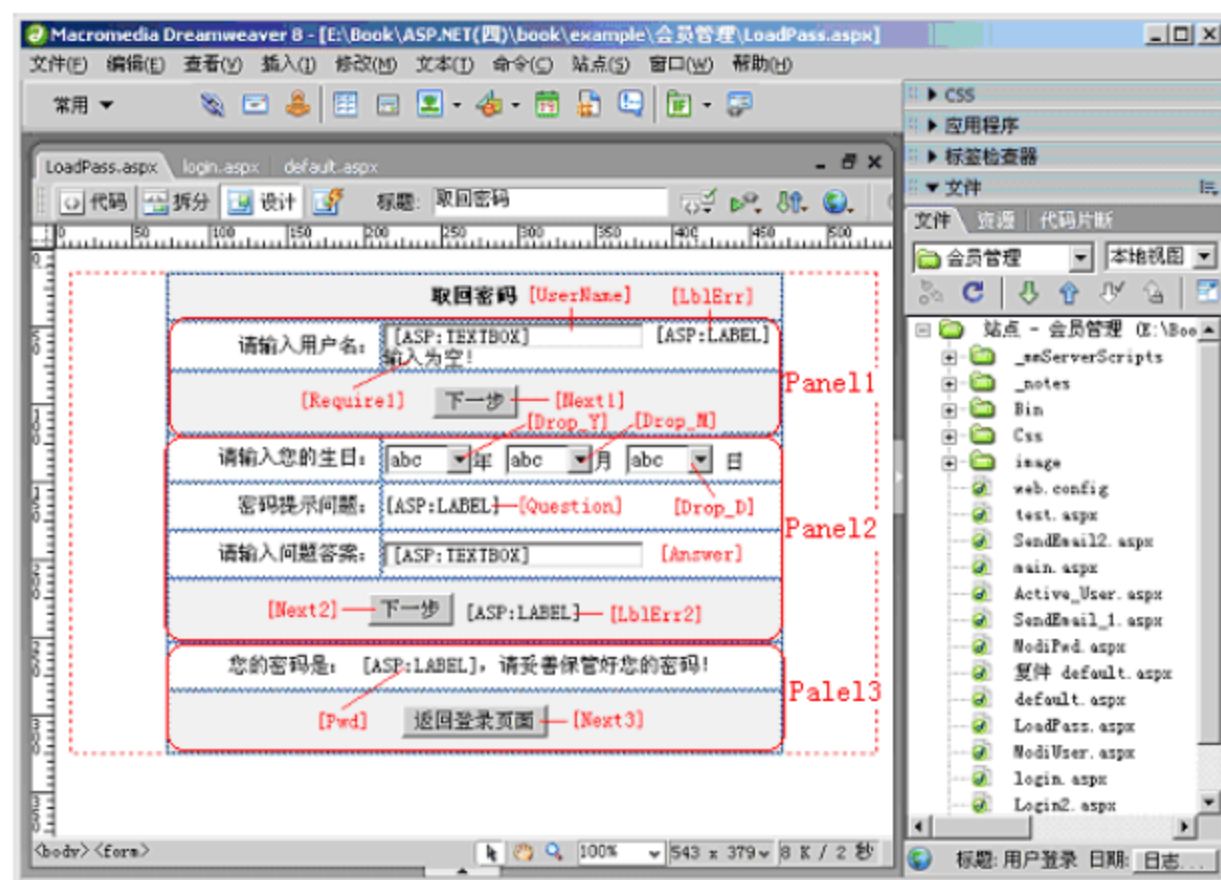 Macromedia Dreamweaver 8 - [E:\Book\ASP.NET(四)\book\example\会员管理\LoadPass.aspx]
文件(F) 编辑(E) 查看(V) 插入(I) 修改(M) 文本(T) 命令(C) 站点(S) 窗口(W) 帮助(H)
常用
CSS
应用程序
标签检查器
文件
LoadPass.aspx login.aspx default.aspx
代码 拆分 设计 标题: 取回密码
文件 资源 代码片断
会员管理 本地视图
0 50 100 150 200 250 300 350 400 450 500
取回密码 [UserName] [LblErr]
请输入用户名: [ASP:TEXTBOX] [ASP:LABEL]
输入为空!
[Require1] 下一步 [Next1]
Panel1
[Drop_Y] [Drop_M]
请输入您的生日: abc 年 abc 月 abc 日
密码提示问题: [ASP:LABEL] [Question] [Drop_D]
Panel2
请输入问题答案: [ASP:TEXTBOX] [Answer]
[Next2] 下一步 [ASP:LABEL] [LblErr2]
您的密码是: [ASP:LABEL], 请妥善保管好您的密码!
Palel3
[Pwd] 返回登录页面 [Next3]
站点 - 会员管理 (E:\Boo
_mmServerScripts
_notes
Bin
Css
image
web.config
test.aspx
SendEmail2.aspx
main.aspx
Active_User.aspx
SendEmail_1.aspx
ModiPwd.aspx
复件 default.aspx
default.aspx
LoadPass.aspx
ModiUser.aspx
login.aspx
Login2.aspx
<body> <form> 100% 543 x 379 8 K / 2 秒
标题: 用户登录 日期: 日志...